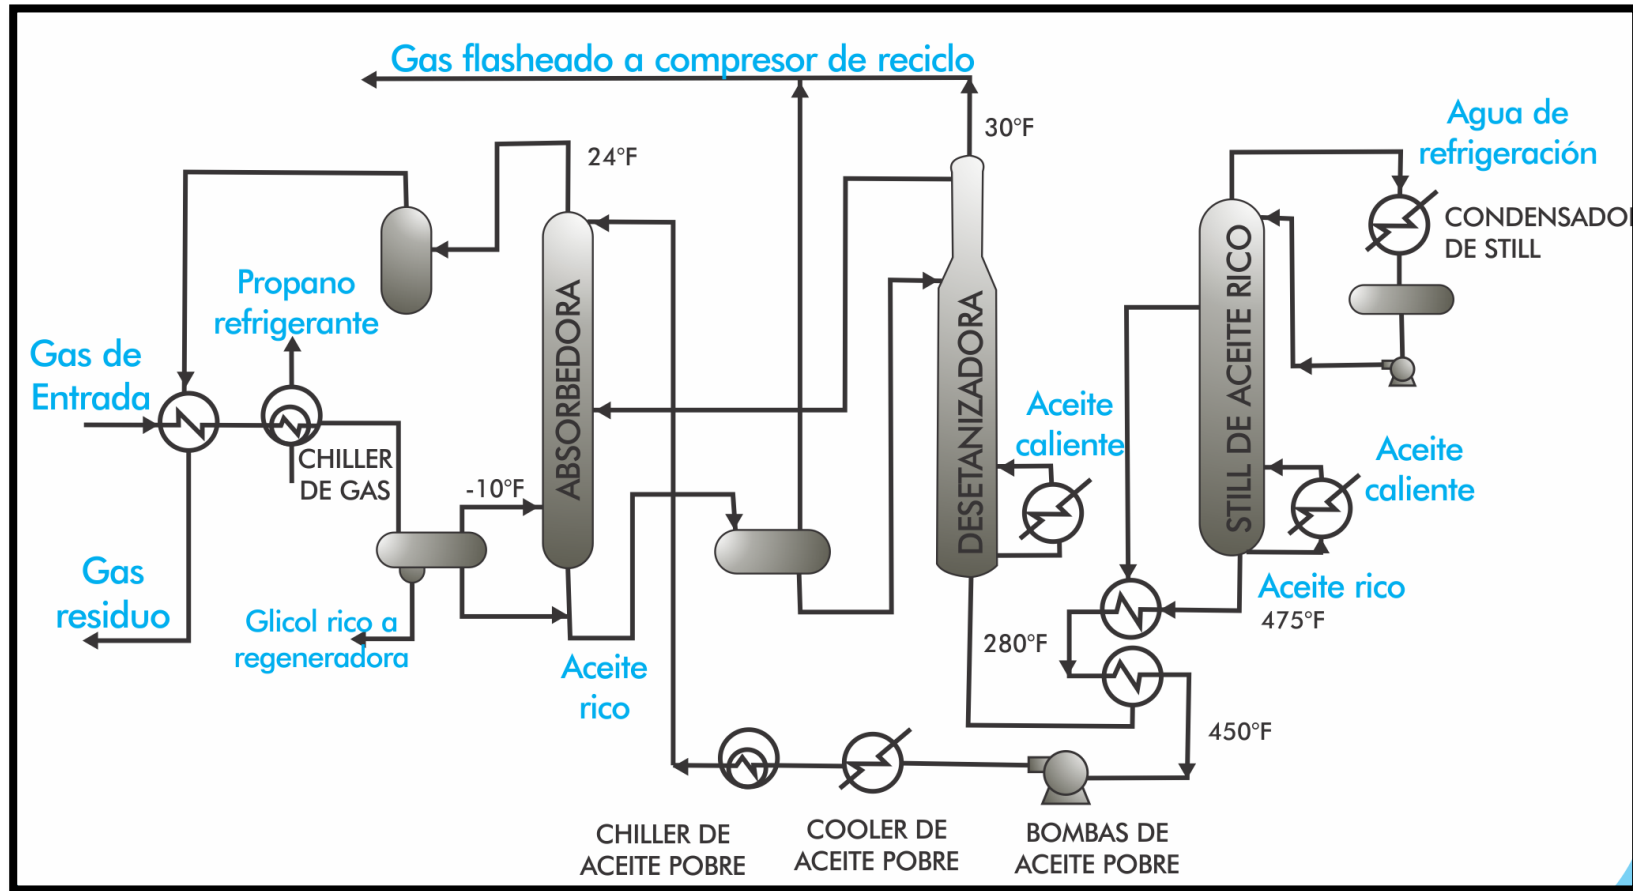 Gas flasheado a compresor de reciclo
30°F
Agua de
refrigeración
24°F
CONDENSADOR
DE STILL
Propano
refrigerante
Gas de
Entrada
CHILLER
DE GAS
-10°F
ABSORBEDORA
DESETANIZADORA
Aceite
caliente
STILL DE ACEITE RICO
Aceite
caliente
Gas
residuo
Glicol rico a
regeneradora
Aceite
rico
280°F
Aceite rico
475°F
450°F
CHILLER DE
ACEITE POBRE
COOLER DE
ACEITE POBRE
BOMBAS DE
ACEITE POBRE